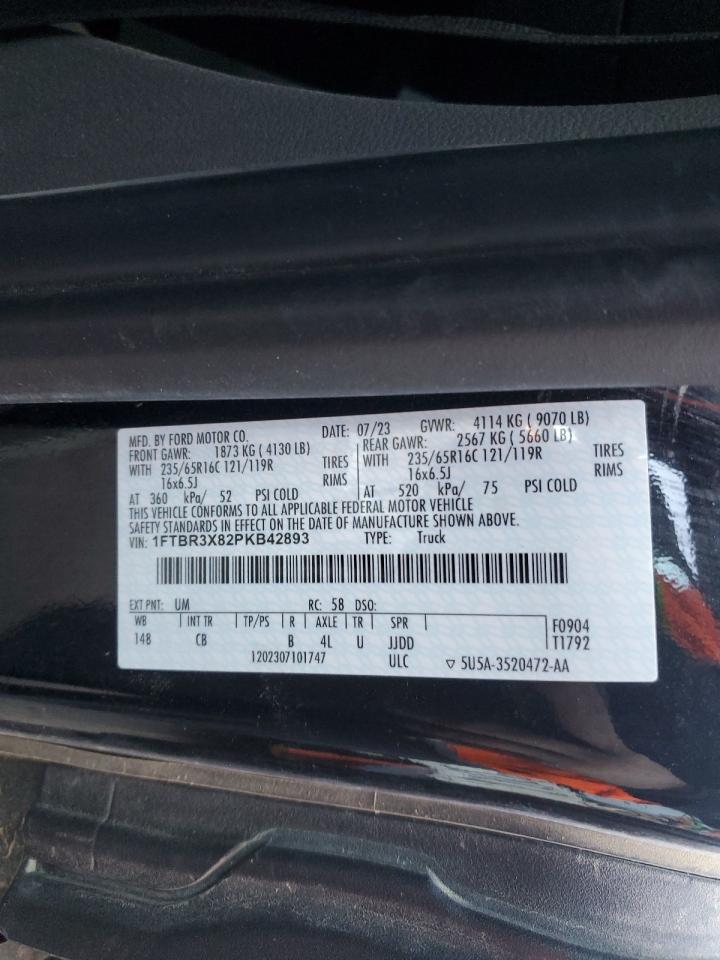 MFD. BY FORD MOTOR CO. DATE: 07/23 GVWR: 4114 KG ( 9070 LB)
FRONT GAWR: 1873 KG ( 4130 LB) REAR GAWR: 2567 KG ( 5660 LB)
WITH 235/65R16C 121/119R TIRES WITH 235/65R16C 121/119R TIRES
16x6.5J RIMS 16x6.5J RIMS
AT 360 kPa/ 52 PSI COLD AT 520 kPa/ 75 PSI COLD
THIS VEHICLE CONFORMS TO ALL APPLICABLE FEDERAL MOTOR VEHICLE
SAFETY STANDARDS IN EFFECT ON THE DATE OF MANUFACTURE SHOWN ABOVE.
VIN: 1FTBR3X82PKB42893 TYPE: Truck
EXT PNT: UM RC: 58 DSO:
WB INT TR TP/PS R AXLE TR SPR F0904
148 CB B 4L U JJDD T1792
1202307101747 ULC ▽ 5U5A-3520472-AA